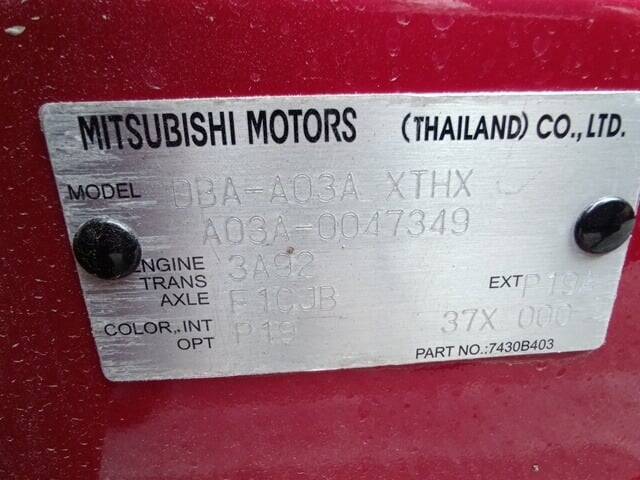 MITSUBISHI MOTORS (THAILAND) CO., LTD.
MODEL DBA-A03A XTHX
A03A-0047349
ENGINE 3A92
TRANS AXLE F1CJB EXT P19
COLOR,.INT P19 37X 000
OPT
PART NO.:7430B403